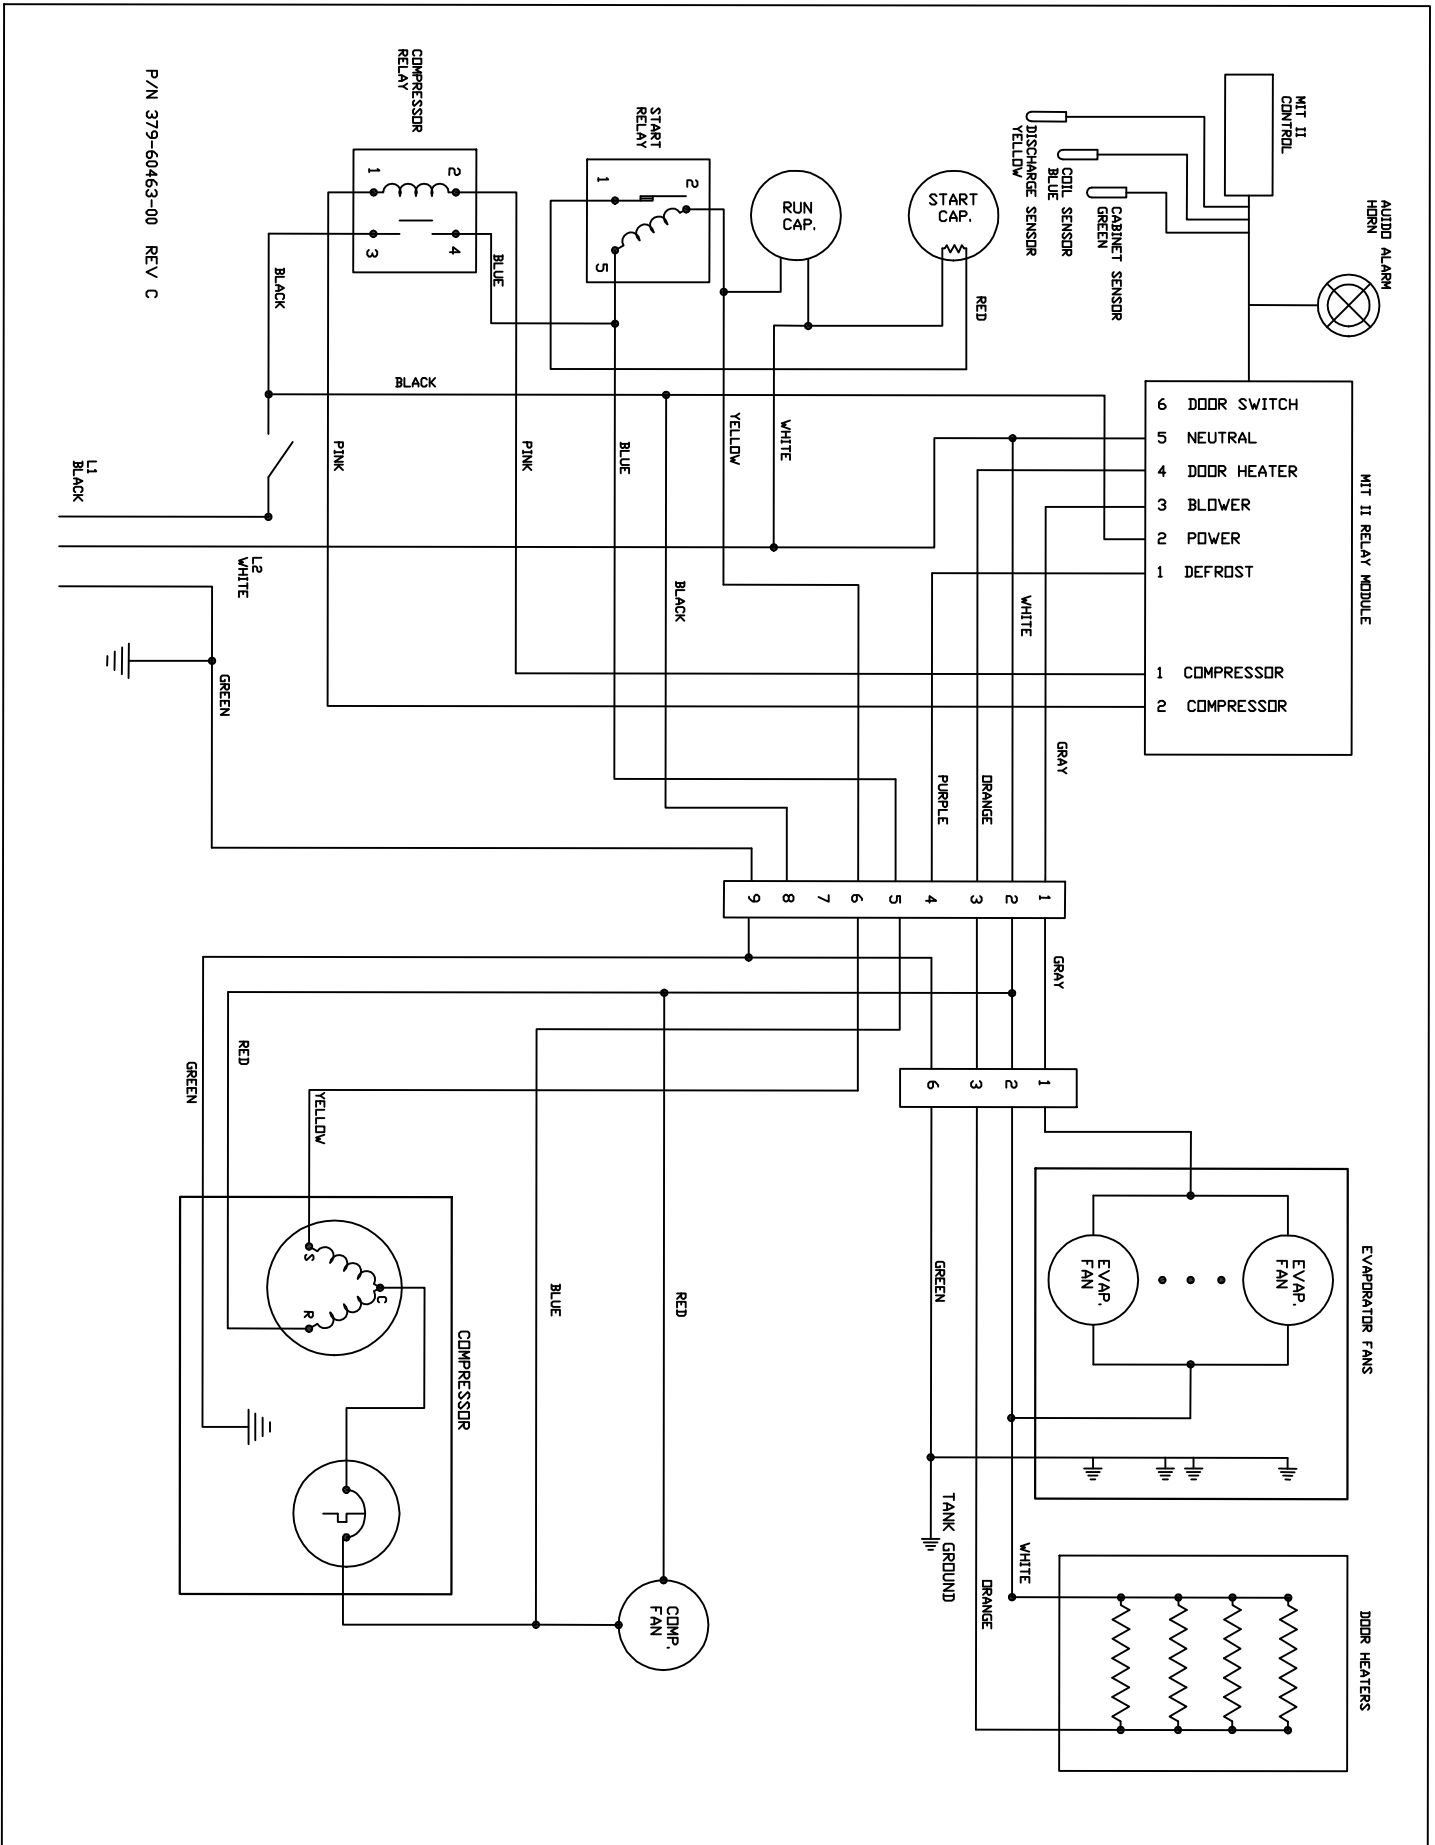 MIT II
CONTROL
AUIDO ALARM
HORN
DISCHARGE SENSOR
YELLOW
COIL SENSOR
BLUE
CABINET SENSOR
GREEN
START
CAP.
RED
RUN
CAP.
START
RELAY
1
2
5
COMPRESSOR
RELAY
1
2
3
4
BLUE
BLACK
P/N 379-60463-00 REV C
BLACK
PINK
PINK
BLUE
YELLOW
WHITE
L1
BLACK
L2
WHITE
BLACK
GREEN
6 DOOR SWITCH
5 NEUTRAL
4 DOOR HEATER
3 BLOWER
2 POWER
1 DEFROST
1 COMPRESSOR
2 COMPRESSOR
MIT II RELAY MODULE
WHITE
GRAY
PURPLE
ORANGE
9 8 7 6 5 4 3 2 1
GRAY
RED
GREEN
YELLOW
6 3 2 1
S
C
R
COMPRESSOR
BLUE
RED
GREEN
EVAP.
FAN
EVAP.
FAN
EVAPORATOR FANS
TANK GROUND
WHITE
ORANGE
COMP.
FAN
DOOR HEATERS